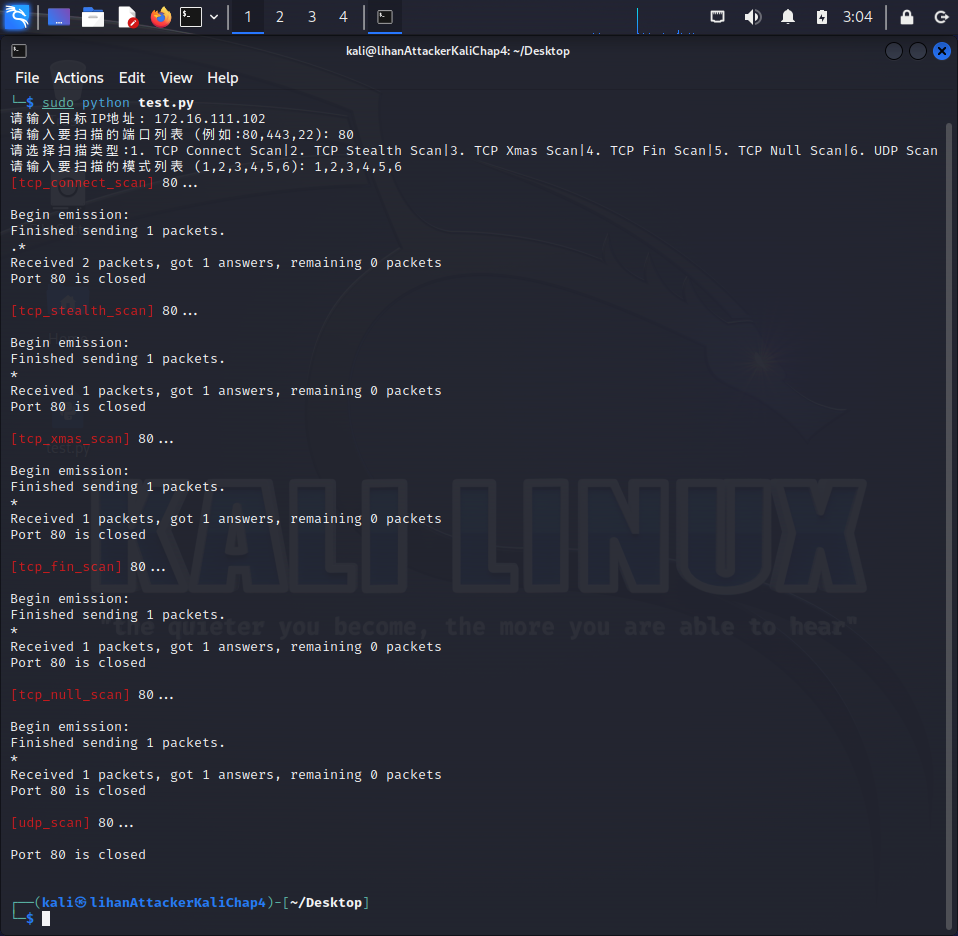 1 2 3 4 3:04
kali@lihanAttackerKaliChap4: ~/Desktop
File Actions Edit View Help
└─$ sudo python test.py
请输入目标IP地址: 172.16.111.102
请输入要扫描的端口列表 (例如:80,443,22): 80
请选择扫描类型:1. TCP Connect Scan|2. TCP Stealth Scan|3. TCP Xmas Scan|4. TCP Fin Scan|5. TCP Null Scan|6. UDP Scan
请输入要扫描的模式列表 (1,2,3,4,5,6): 1,2,3,4,5,6
[tcp_connect_scan] 80...
Begin emission:
Finished sending 1 packets.
.*
Received 2 packets, got 1 answers, remaining 0 packets
Port 80 is closed
[tcp_stealth_scan] 80...
Begin emission:
Finished sending 1 packets.
*
Received 1 packets, got 1 answers, remaining 0 packets
Port 80 is closed
[tcp_xmas_scan] 80...
test.py
Begin emission:
Finished sending 1 packets.
*
Received 1 packets, got 1 answers, remaining 0 packets
Port 80 is closed
KALI LINUX
[tcp_fin_scan] 80...
Begin emission:
Finished sending 1 packets.
"the quieter you become, the more you are able to hear"
*
Received 1 packets, got 1 answers, remaining 0 packets
Port 80 is closed
[tcp_null_scan] 80...
Begin emission:
Finished sending 1 packets.
*
Received 1 packets, got 1 answers, remaining 0 packets
Port 80 is closed
[udp_scan] 80...
Port 80 is closed
┌──(kali㉿lihanAttackerKaliChap4)-[~/Desktop]
└─$